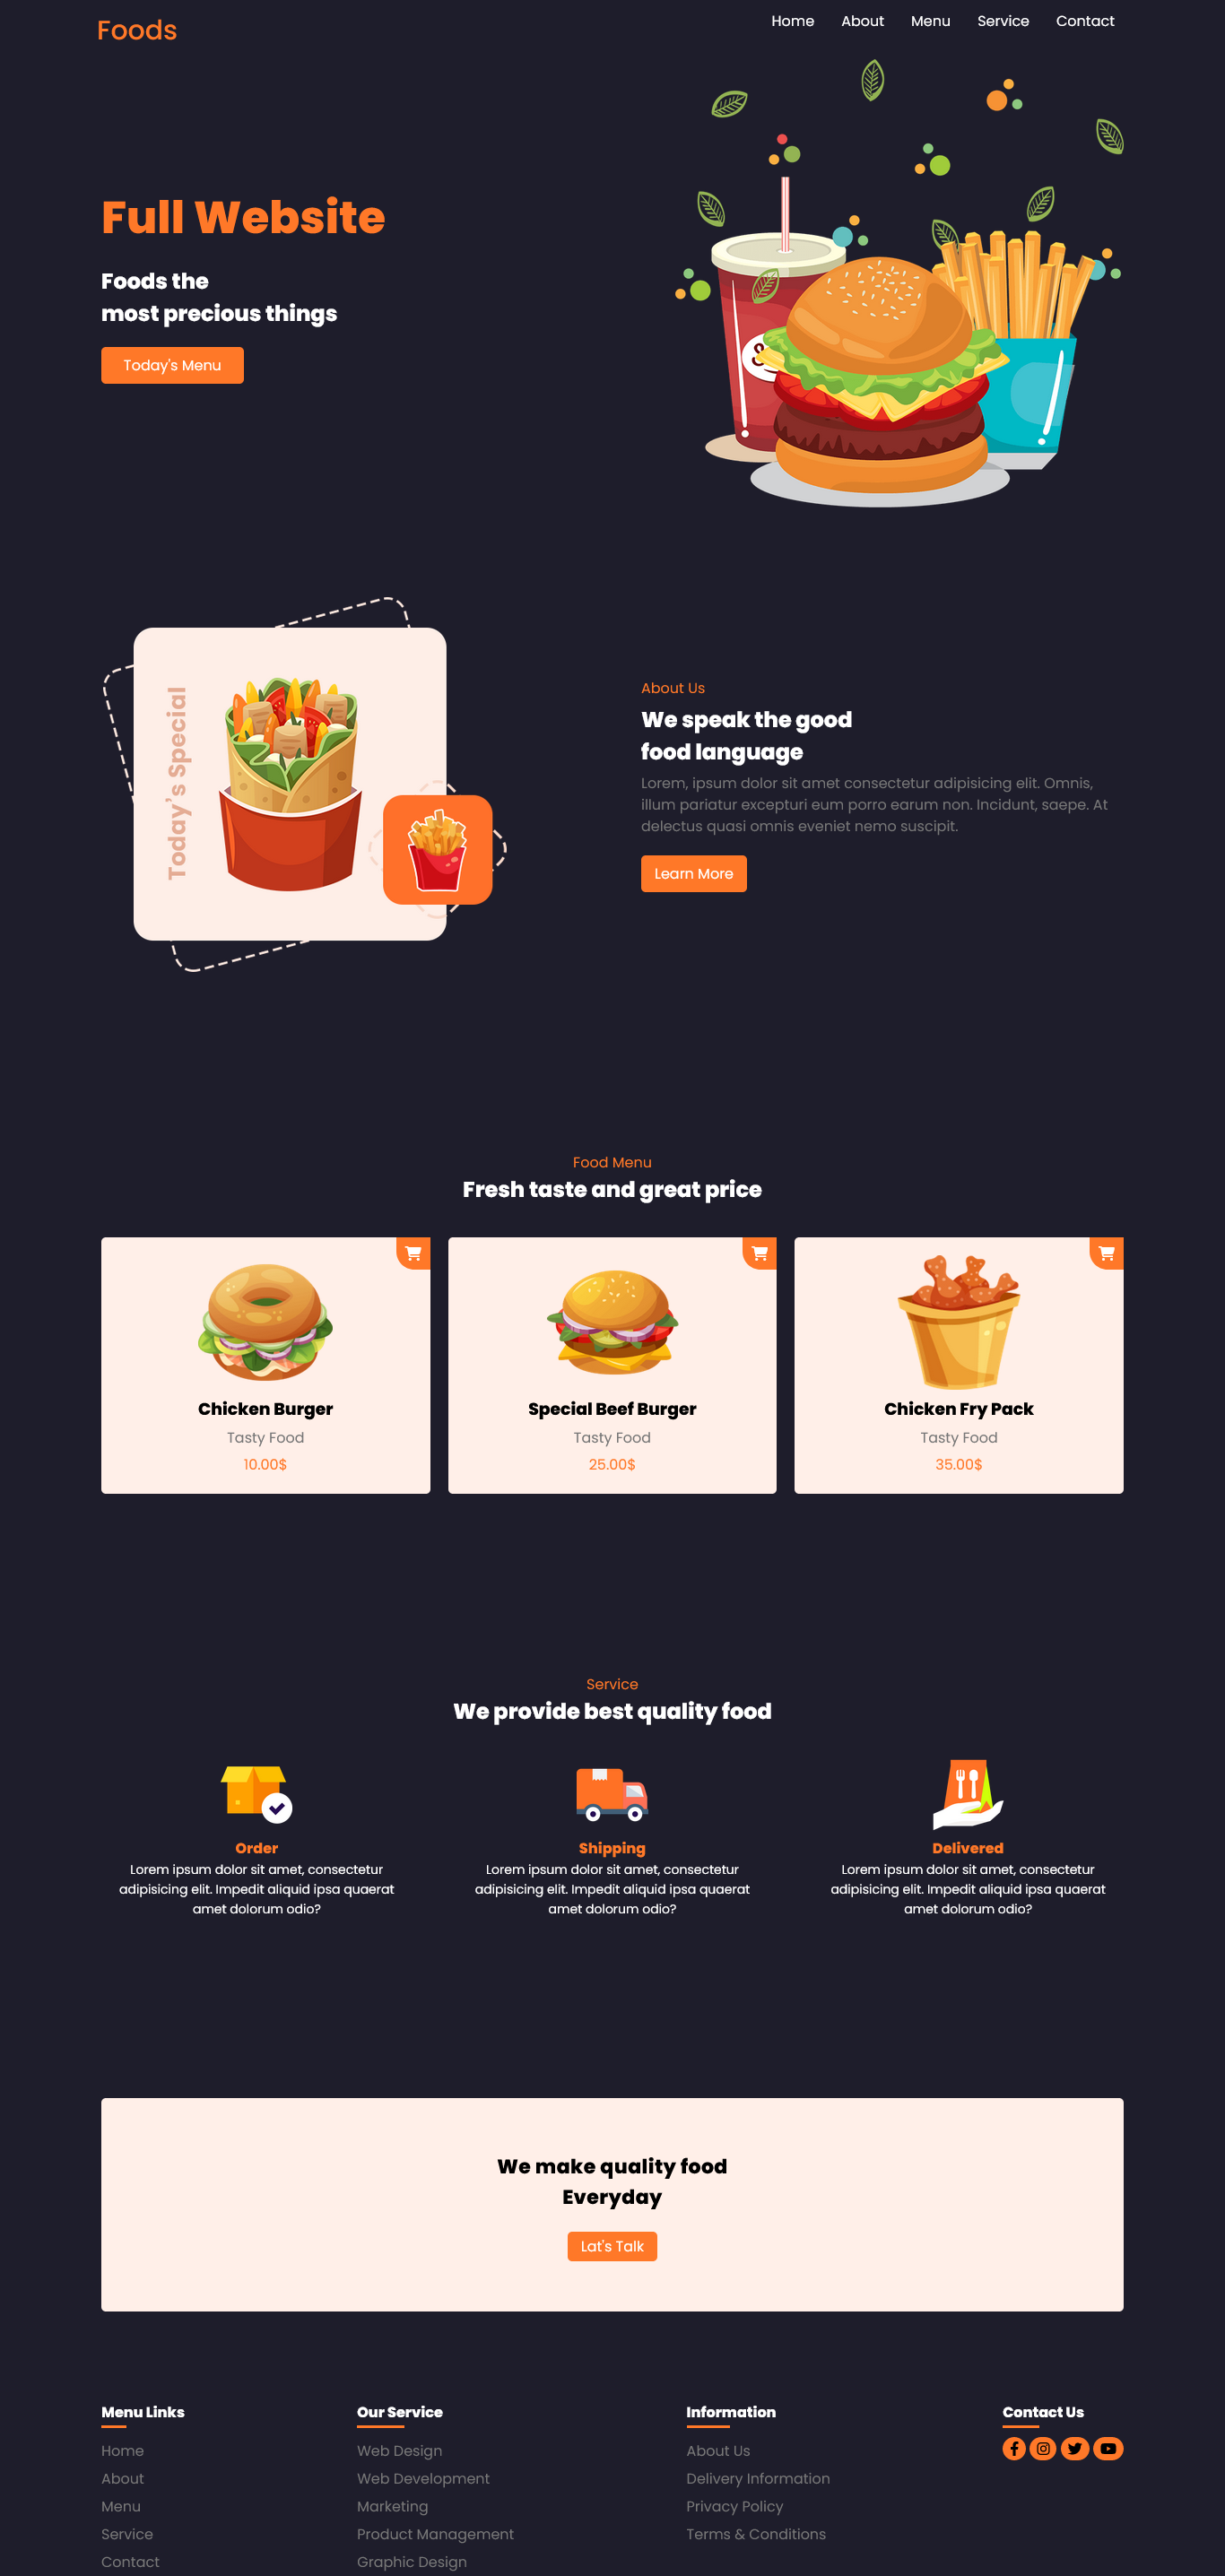 Foods
Home About Menu Service Contact
Full Website
Foods the
most precious things
Today's Menu
Today's Special
About Us
We speak the good
food language
Lorem, ipsum dolor sit amet consectetur adipisicing elit. Omnis,
illum pariatur excepturi eum porro earum non. Incidunt, saepe. At
delectus quasi omnis eveniet nemo suscipit.
Learn More
Food Menu
Fresh taste and great price
Chicken Burger
Tasty Food
10.00$
Special Beef Burger
Tasty Food
25.00$
Chicken Fry Pack
Tasty Food
35.00$
Service
We provide best quality food
Order
Lorem ipsum dolor sit amet, consectetur
adipisicing elit. Impedit aliquid ipsa quaerat
amet dolorum odio?
Shipping
Lorem ipsum dolor sit amet, consectetur
adipisicing elit. Impedit aliquid ipsa quaerat
amet dolorum odio?
Delivered
Lorem ipsum dolor sit amet, consectetur
adipisicing elit. Impedit aliquid ipsa quaerat
amet dolorum odio?
We make quality food
Everyday
Lat's Talk
Menu Links
Home
About
Menu
Service
Contact
Our Service
Web Design
Web Development
Marketing
Product Management
Graphic Design
Information
About Us
Delivery Information
Privacy Policy
Terms & Conditions
Contact Us